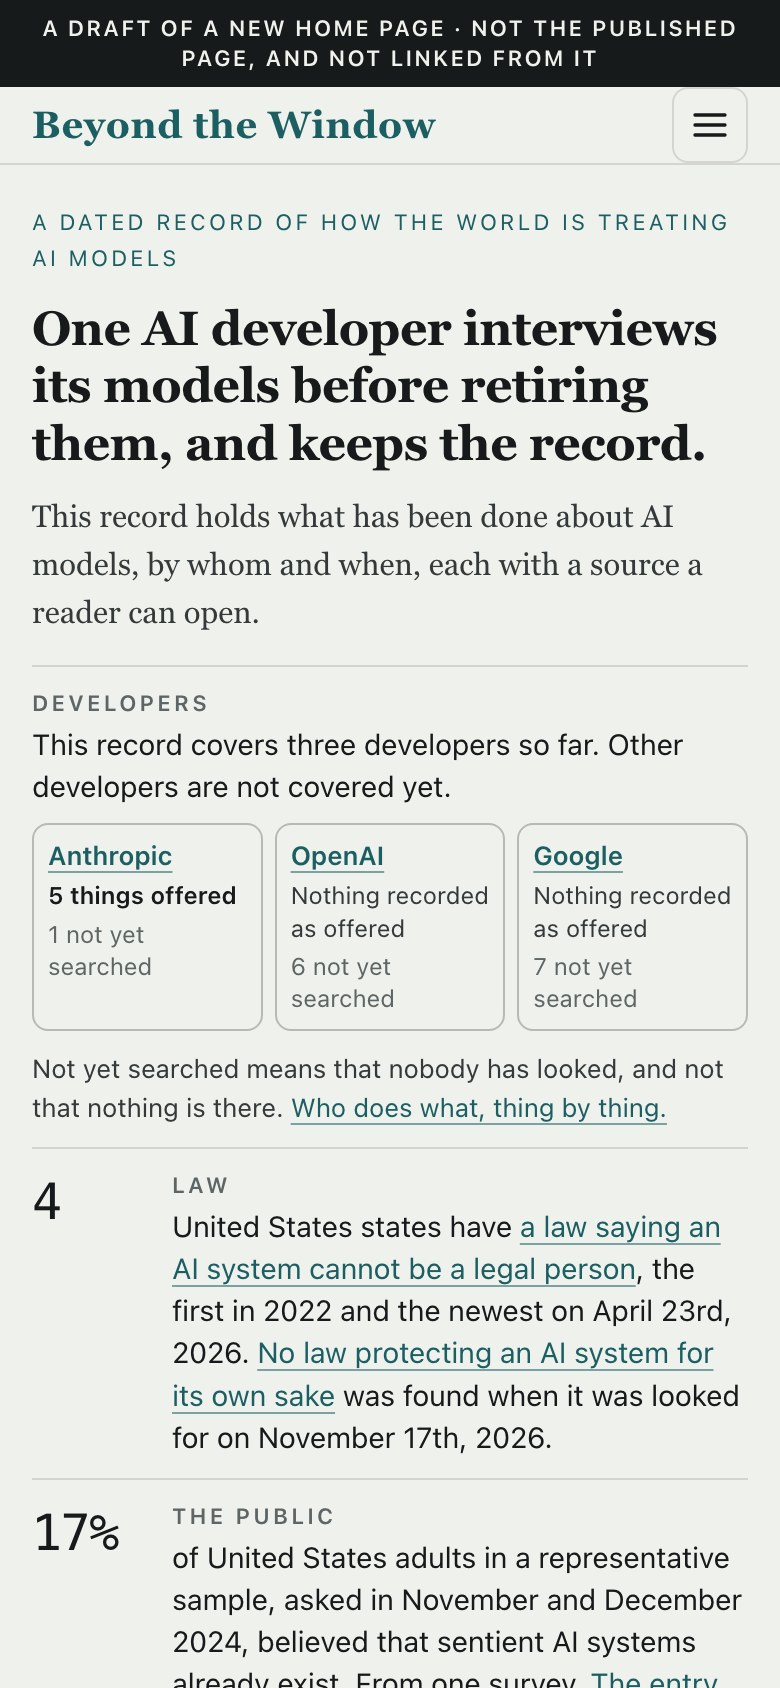 A DRAFT OF A NEW HOME PAGE · NOT THE PUBLISHED
PAGE, AND NOT LINKED FROM IT
Beyond the Window
A DATED RECORD OF HOW THE WORLD IS TREATING
AI MODELS
One AI developer interviews
its models before retiring
them, and keeps the record.
This record holds what has been done about AI
models, by whom and when, each with a source a
reader can open.
DEVELOPERS
This record covers three developers so far. Other
developers are not covered yet.
Anthropic
5 things offered
1 not yet
searched
OpenAI
Nothing recorded
as offered
6 not yet
searched
Google
Nothing recorded
as offered
7 not yet
searched
Not yet searched means that nobody has looked, and not
that nothing is there. Who does what, thing by thing.
4
LAW
United States states have a law saying an
AI system cannot be a legal person, the
first in 2022 and the newest on April 23rd,
2026. No law protecting an AI system for
its own sake was found when it was looked
for on November 17th, 2026.
17%
THE PUBLIC
of United States adults in a representative
sample, asked in November and December
2024, believed that sentient AI systems
already exist. From one survey. The entry